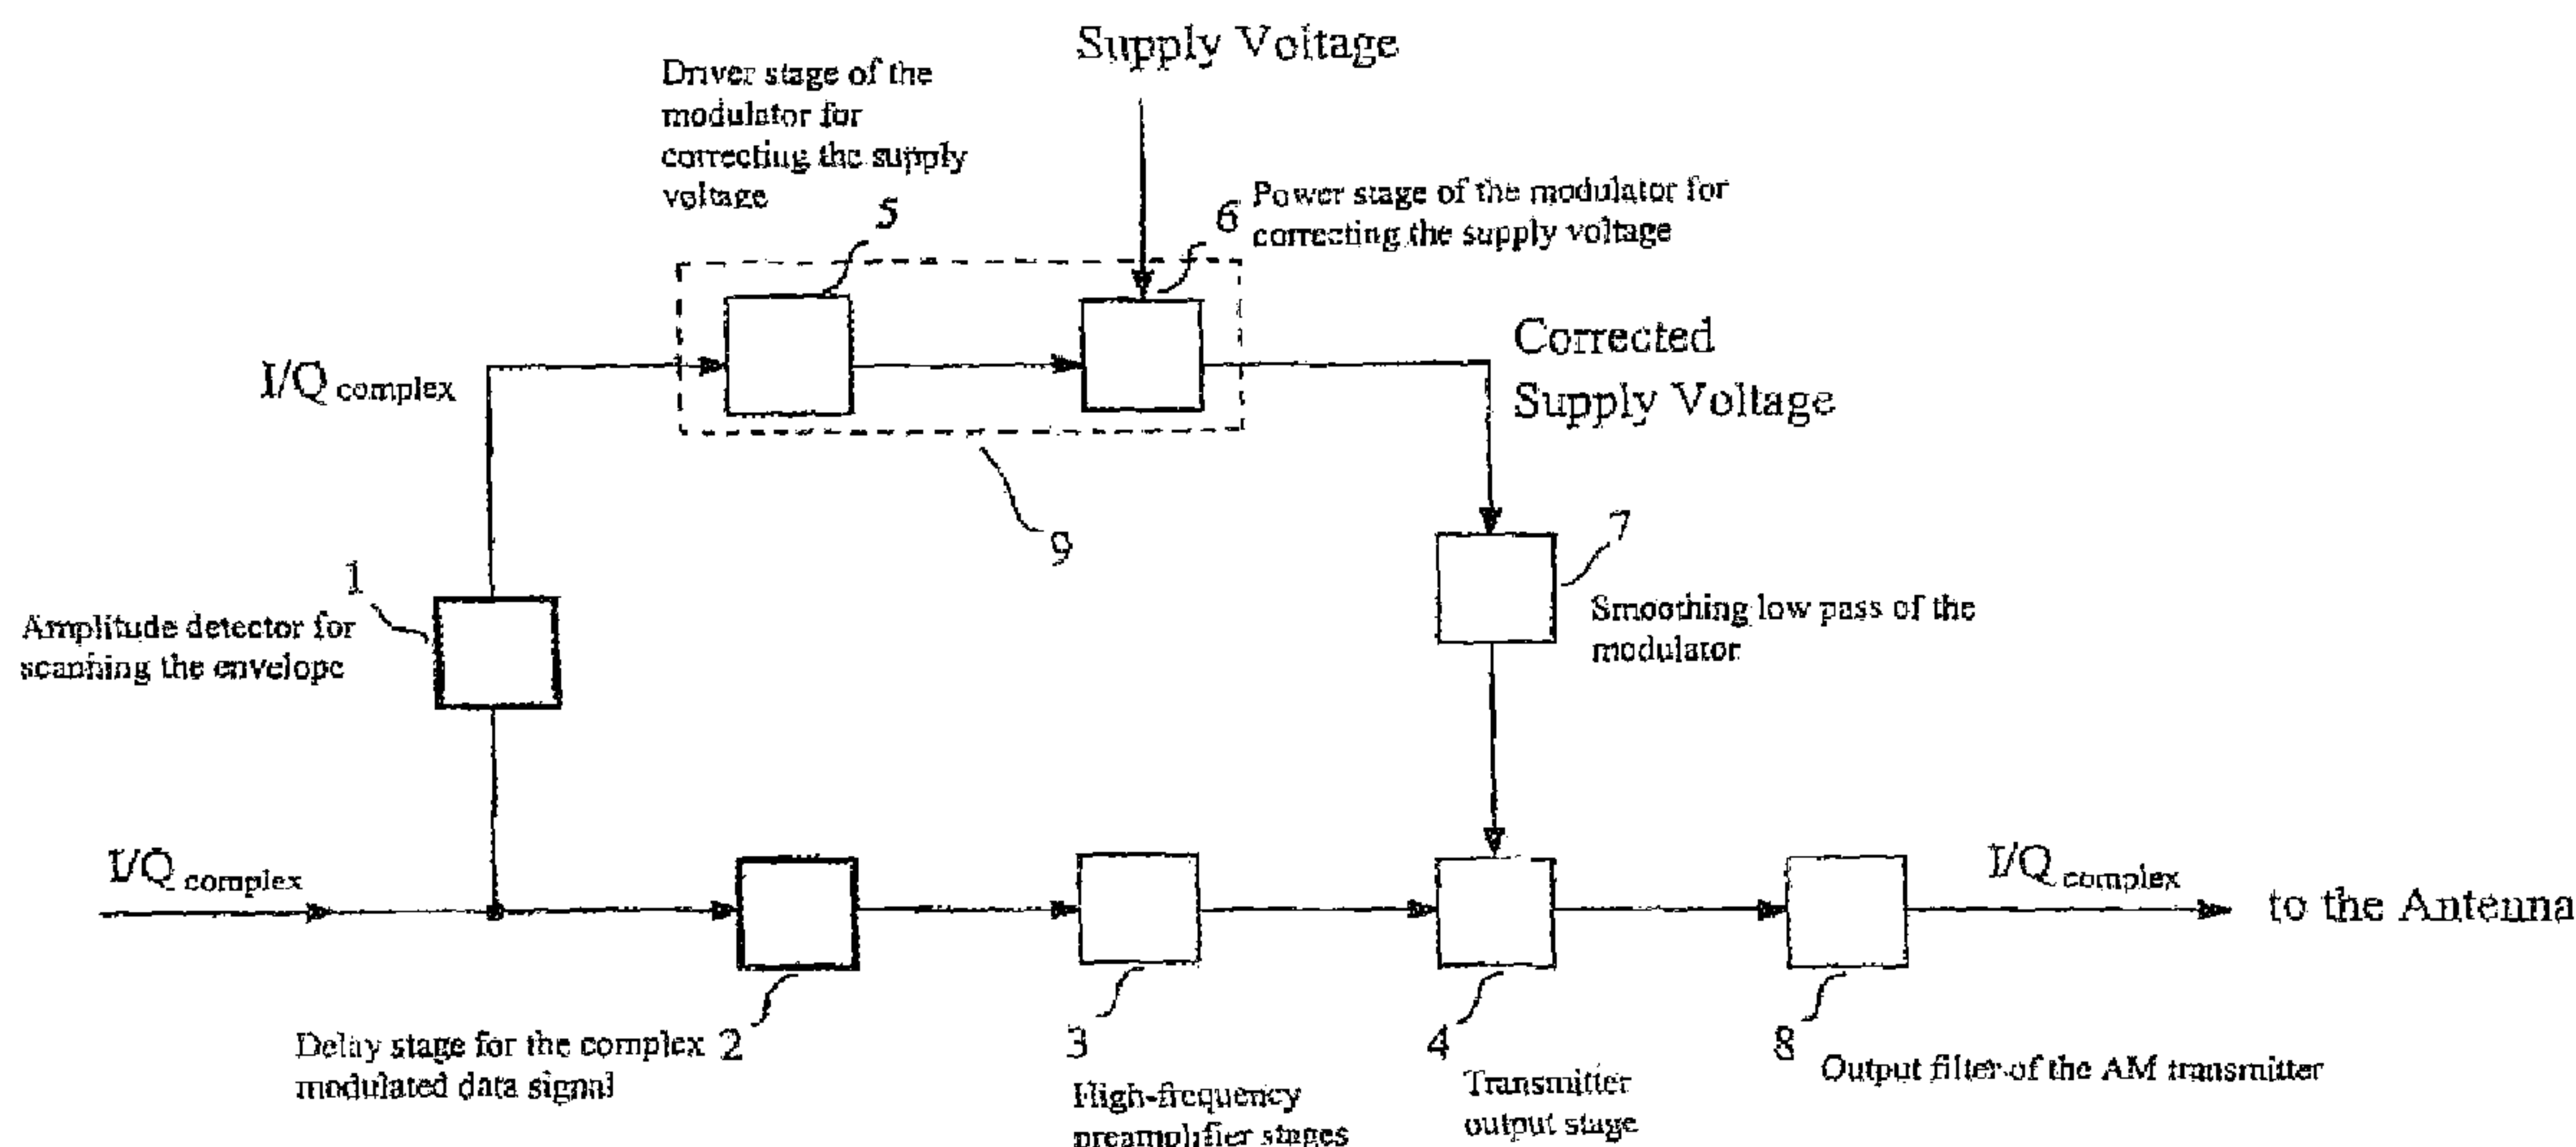 Supply Voltage
Driver stage of the
modulator for
correcting the supply
voltage
5
6
Power stage of the modulator for
correcting the supply voltage
I/Q complex
Corrected
Supply Voltage
9
7
Smoothing low pass of the
modulator
1
Amplitude detector for
scanning the envelope
I/Q complex
I/Q complex
to the Antenna
Delay stage for the complex
modulated data signal
2
3
High-frequency
preamplifier stages
4
Transmitter
output stage
8
Output filter of the AM transmitter